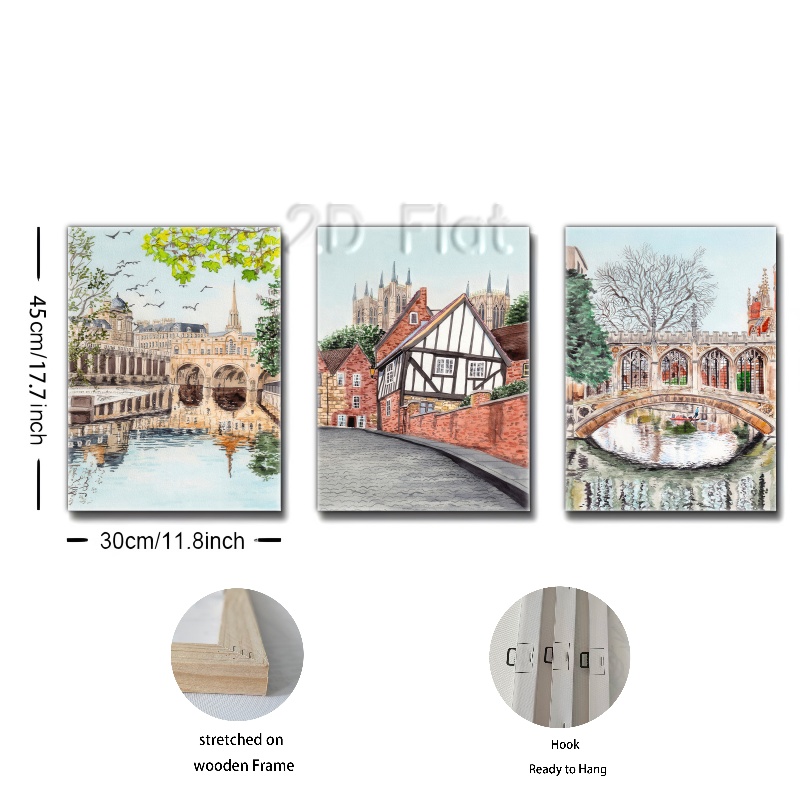 2D Flat
45cm/17.7inch
30cm/11.8inch
stretched on
wooden Frame
Hook
Ready to Hang